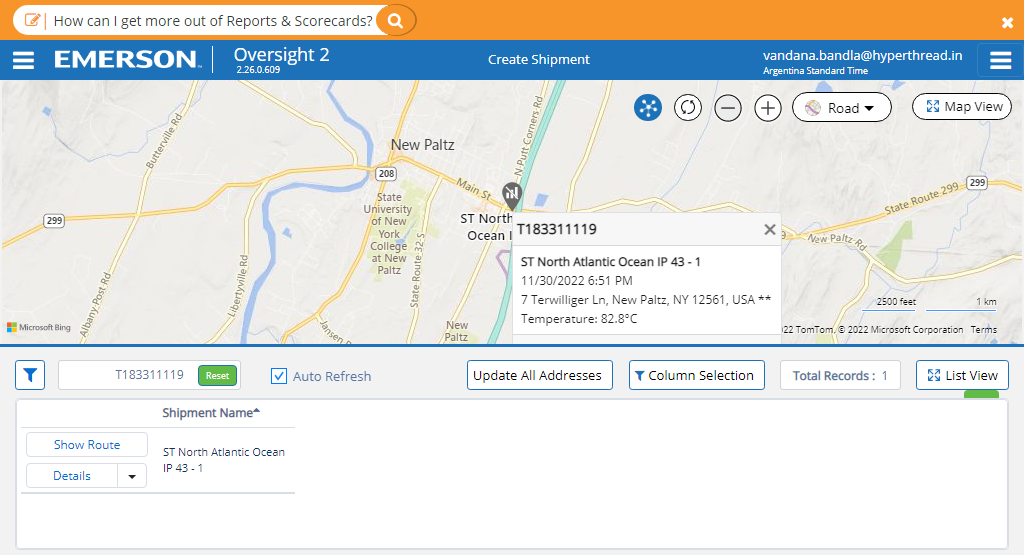 How can I get more out of Reports & Scorecards?
EMERSON
Oversight 2
2.26.0.609
Create Shipment
vandana.bandla@hyperthread.in
Argentina Standard Time
Road
Map View
Butterville Rd
New Paltz
N Putt Corners Rd
208
Main St
299
State Route 299
299
State
University
of New
York
College
at New
Paltz
State Route 32 S
ST North
Ocean I
New Paltz Rd
Albany Post Rd
Libertyville Rd
Jansen
New
Paltz
T183311119
ST North Atlantic Ocean IP 43 - 1
11/30/2022 6:51 PM
7 Terwilliger Ln, New Paltz, NY 12561, USA **
Temperature: 82.8°C
2500 feet
1 km
Microsoft Bing
22 TomTom, © 2022 Microsoft Corporation Terms
T183311119
Reset
Auto Refresh
Update All Addresses
Column Selection
Total Records : 1
List View
Shipment Name
Show Route
Details
ST North Atlantic Ocean
IP 43 - 1